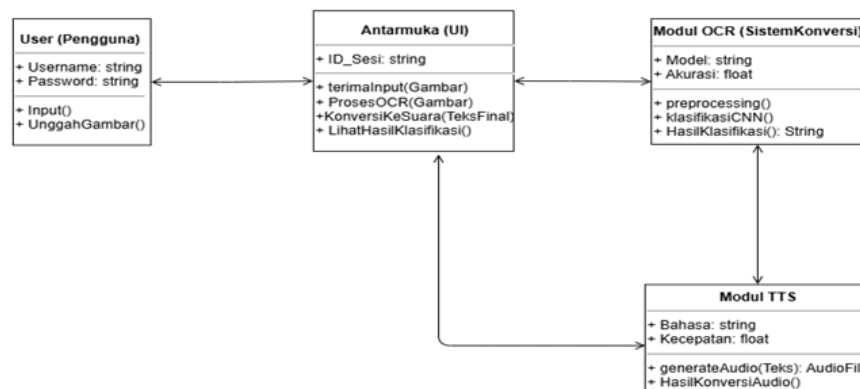 User (Pengguna)
+ Username: string
+ Password: string
+ Input()
+ UnggahGambar()
Antarmuka (UI)
+ ID_Sesi: string
+ terimaInput(Gambar)
+ ProsesOCR(Gambar)
+KonversiKeSuara(TeksFinal)
+ LihatHasilKlasifikasi()
Modul OCR (SistemKonversi)
+ Model: string
+ Akurasi: float
+ preprocessing()
+ klasifikasiCNN()
+ HasilKlasifikasi(): String
Modul TTS
+ Bahasa: string
+ Kecepatan: float
+ generateAudio(Teks): AudioFil
+ HasilKonversiAudio()